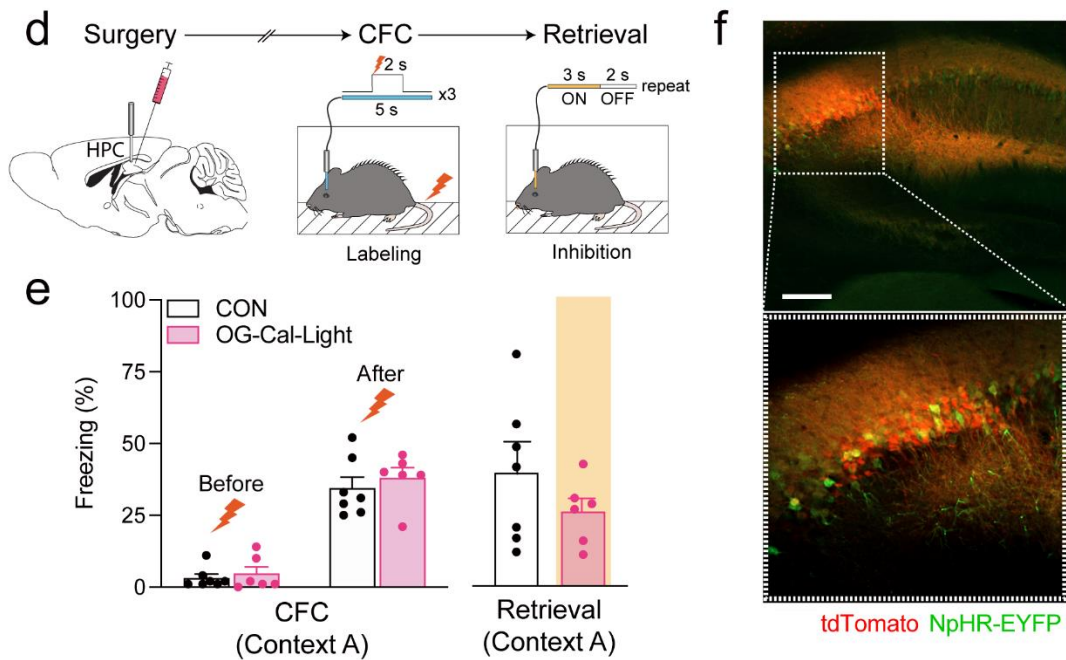 d
Surgery
CFC
Retrieval
2 s
x3
5 s
3 s
2 s
repeat
ON
OFF
HPC
Labeling
Inhibition
e
100
75
50
25
0
Freezing (%)
CON
OG-Cal-Light
Before
After
CFC
(Context A)
Retrieval
(Context A)
f
tdTomato NpHR-EYFP